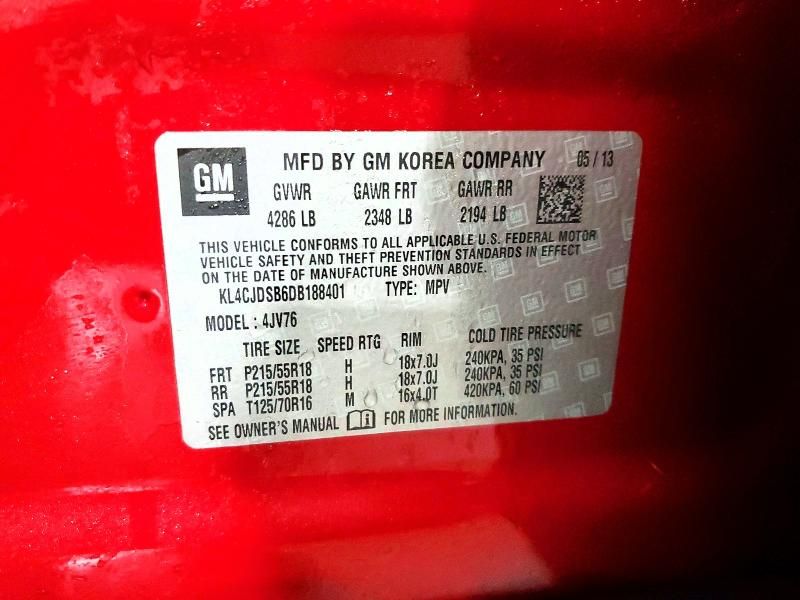 GM MFD BY GM KOREA COMPANY 05 / 13
GVWR GAWR FRT GAWR RR
4286 LB 2348 LB 2194 LB
THIS VEHICLE CONFORMS TO ALL APPLICABLE U.S. FEDERAL MOTOR
VEHICLE SAFETY AND THEFT PREVENTION STANDARDS IN EFFECT
ON THE DATE OF MANUFACTURE SHOWN ABOVE.
KL4CJDSB6DB188401 TYPE: MPV
MODEL : 4JV76
TIRE SIZE SPEED RTG RIM COLD TIRE PRESSURE
FRT P215/55R18 H 18x7.0J 240KPA, 35 PSI
RR P215/55R18 H 18x7.0J 240KPA, 35 PSI
SPA T125/70R16 M 16x4.0T 420KPA, 60 PSI
SEE OWNER'S MANUAL FOR MORE INFORMATION.